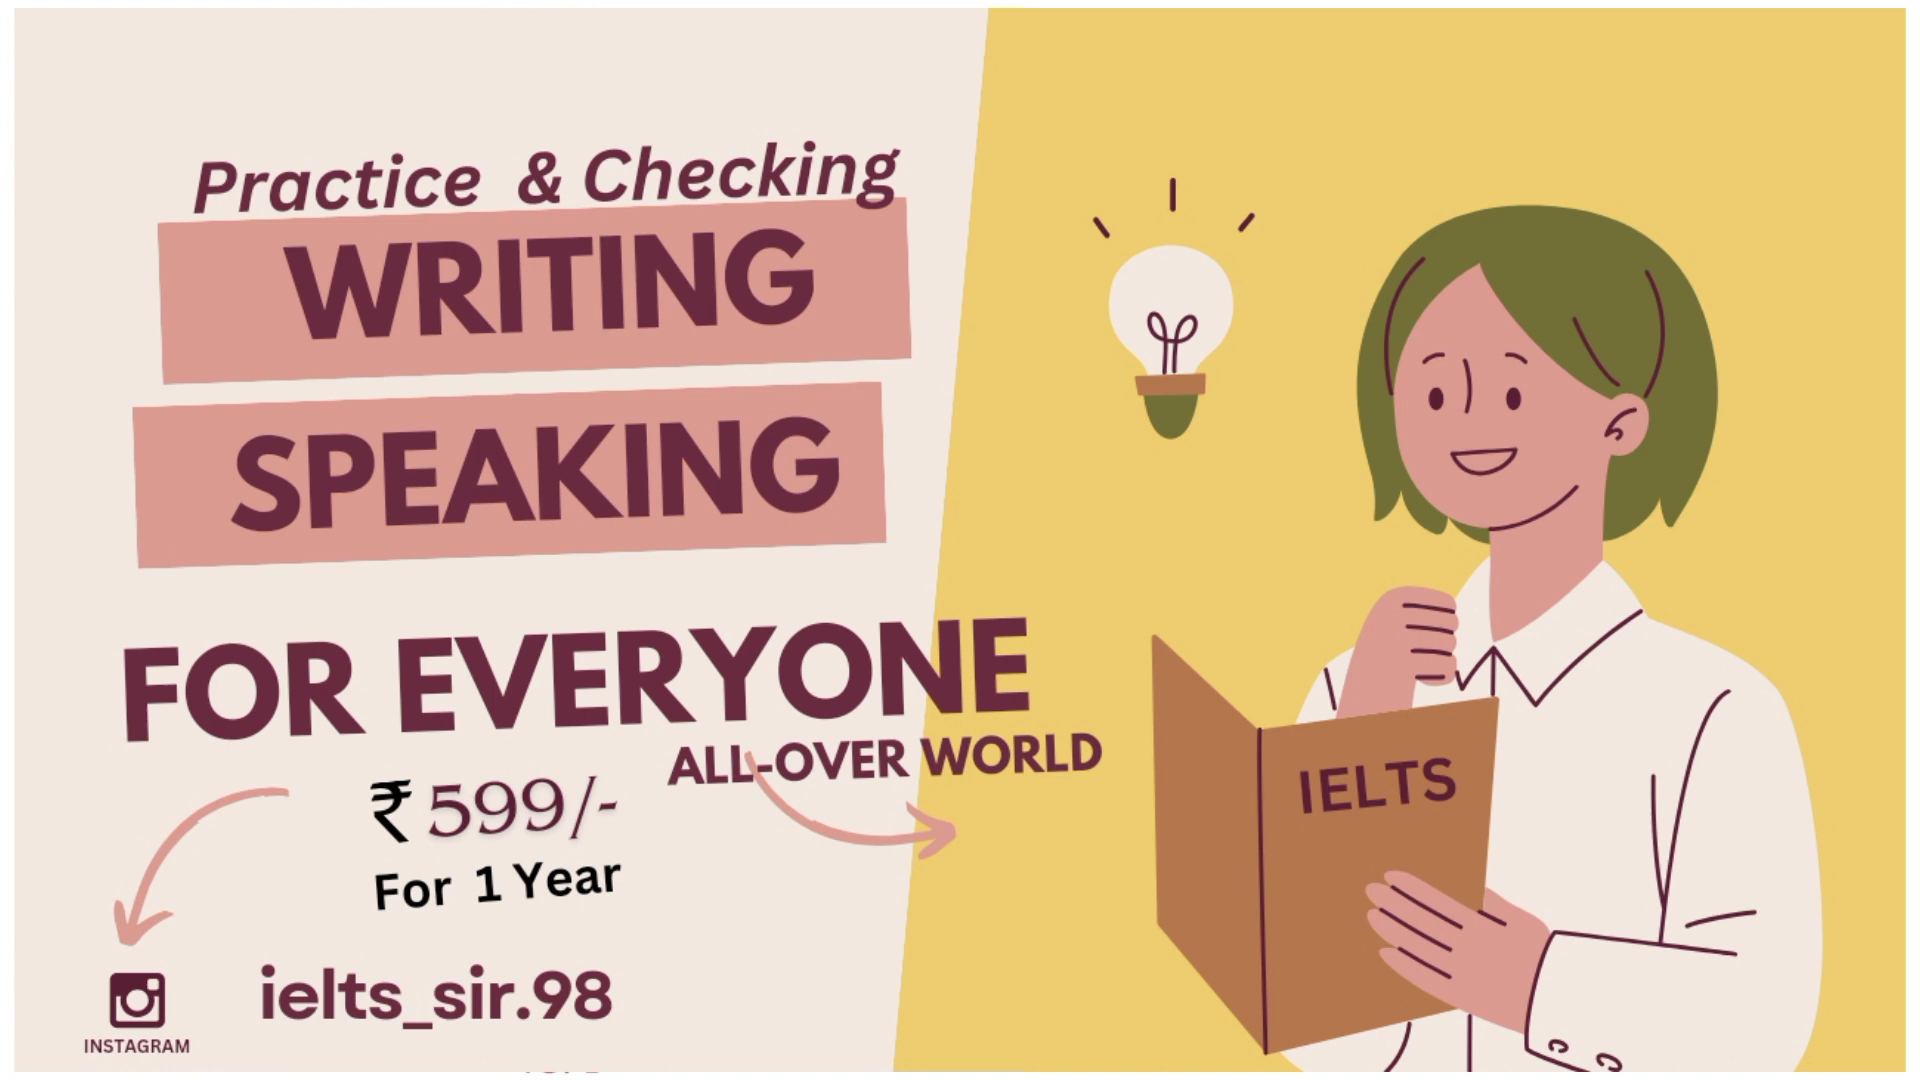 Practice & Checking
WRITING
SPEAKING
FOR EVERYONE
ALL-OVER WORLD
₹ 599/-
For 1 Year
ielts_sir.98
INSTAGRAM
IELTS